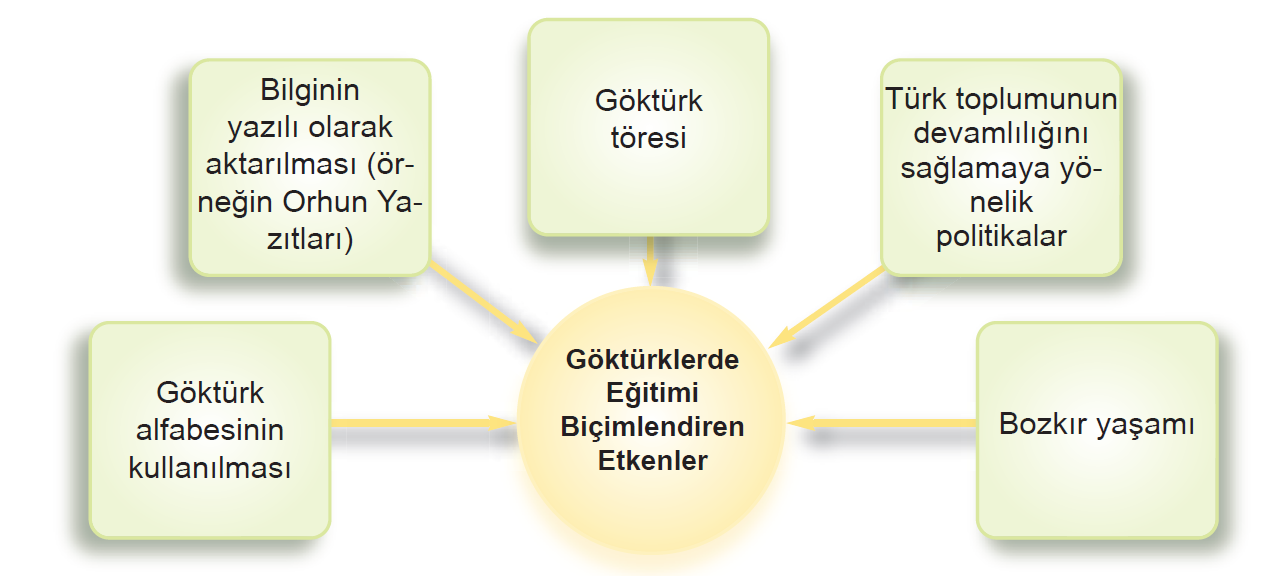 Bilginin
yazılı olarak
aktarılması (ör-
neğin Orhun Ya-
zıtları)
Göktürk
töresi
Türk toplumunun
devamlılığını
sağlamaya yö-
nelik
politikalar
Göktürk
alfabesinin
kullanılması
Göktürklerde
Eğitimi
Biçimlendiren
Etkenler
Bozkır yaşamı